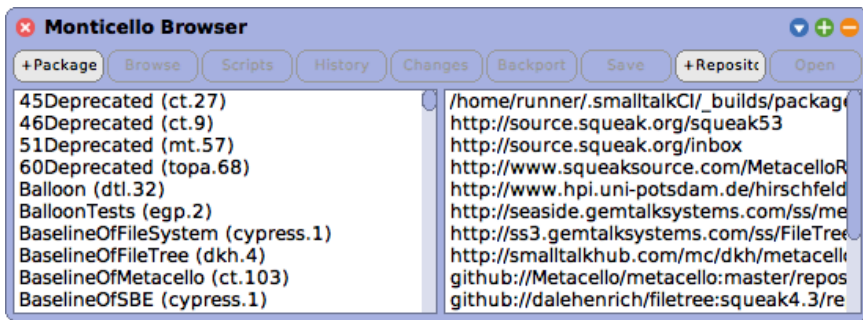 Monticello Browser
+Package Browse Scripts History Changes Backport Save +Reposito Open
45Deprecated (ct.27)
46Deprecated (ct.9)
51Deprecated (mt.57)
60Deprecated (topa.68)
Balloon (dtl.32)
BalloonTests (egp.2)
BaselineOfFileSystem (cypress.1)
BaselineOfFileTree (dkh.4)
BaselineOfMetacello (ct.103)
BaselineOfSBE (cypress.1)
/home/runner/.smalltalkCI/_builds/package
http://source.squeak.org/squeak53
http://source.squeak.org/inbox
http://www.squeaksource.com/MetacelloR
http://www.hpi.uni-potsdam.de/hirschfeld
http://seaside.gemtalksystems.com/ss/me
http://ss3.gemtalksystems.com/ss/FileTree
http://smalltalkhub.com/mc/dkh/metacell
github://Metacello/metacello:master/repos
github://dalehenrich/filetree:squeak4.3/re